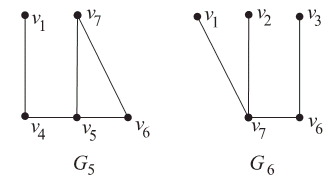 v₁ v₇ v₁ v₂ v₃
v₄ v₅ v₆ v₇ v₆
G₅ G₆